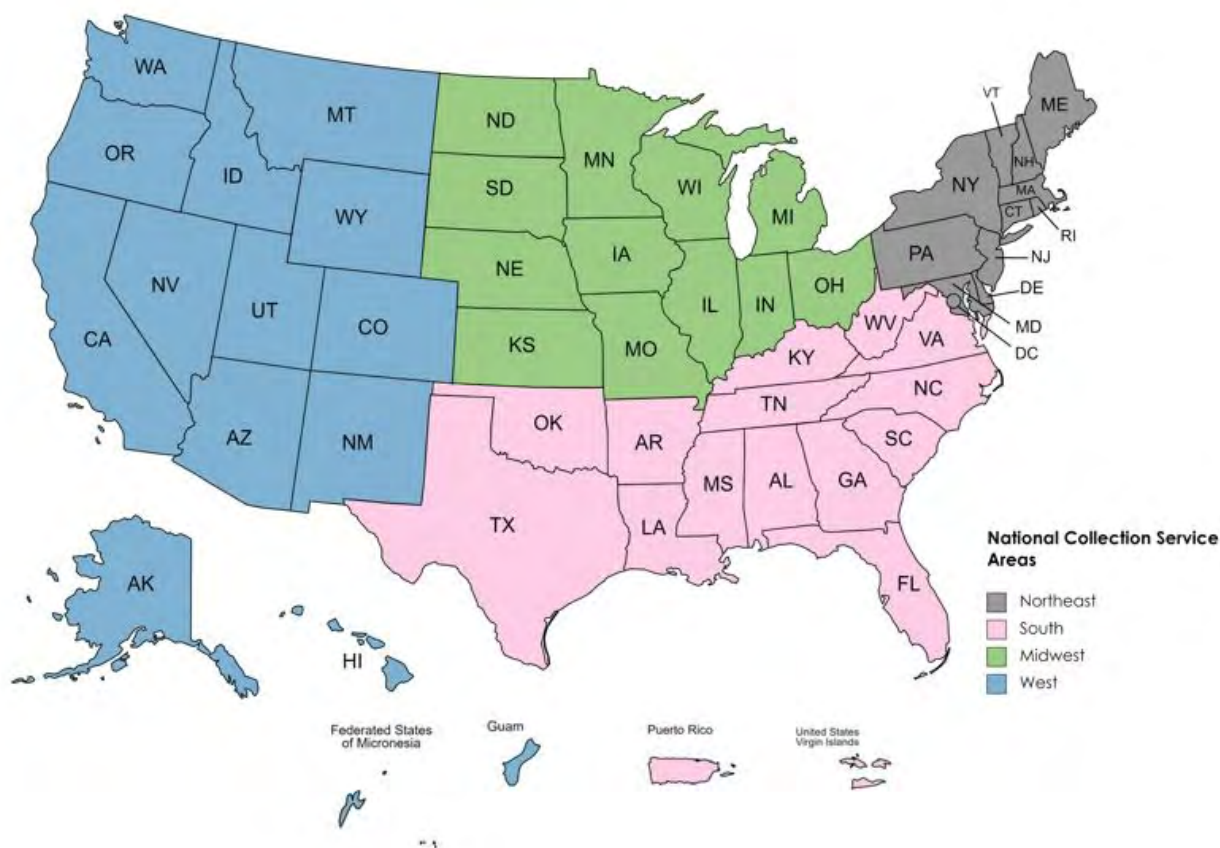 WA
MT
ND
MN
VT
ME
OR
ID
SD
WI
NY
NH
WY
MI
MA
CT
RI
NV
NE
IA
PA
NJ
UT
CO
IL
IN
OH
DE
CA
KS
MO
WV
MD
KY
VA
DC
AZ
NM
OK
AR
TN
NC
SC
MS
AL
GA
TX
LA
FL
AK
HI
National Collection Service
Areas
Northeast
South
Midwest
West
Federated States
of Micronesia
Guam
Puerto Rico
United States
Virgin Islands